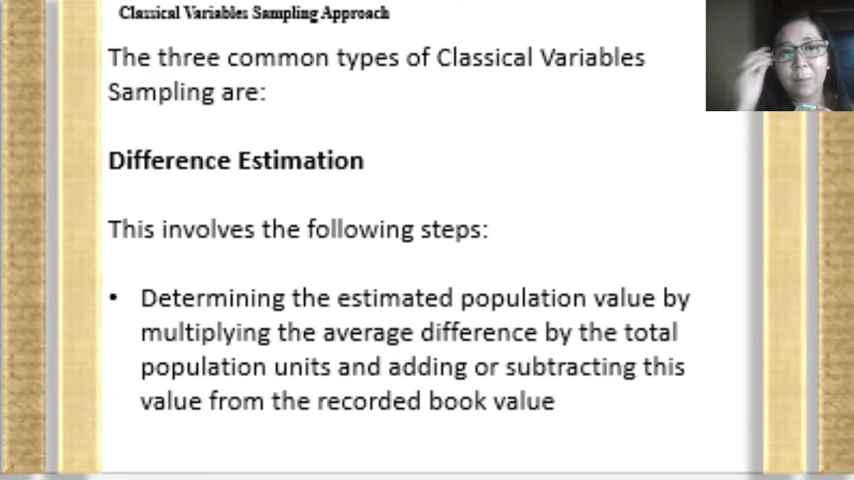 Classical Variables Sampling Approach
The three common types of Classical Variables
Sampling are:
Difference Estimation
This involves the following steps:
• Determining the estimated population value by
multiplying the average difference by the total
population units and adding or subtracting this
value from the recorded book value